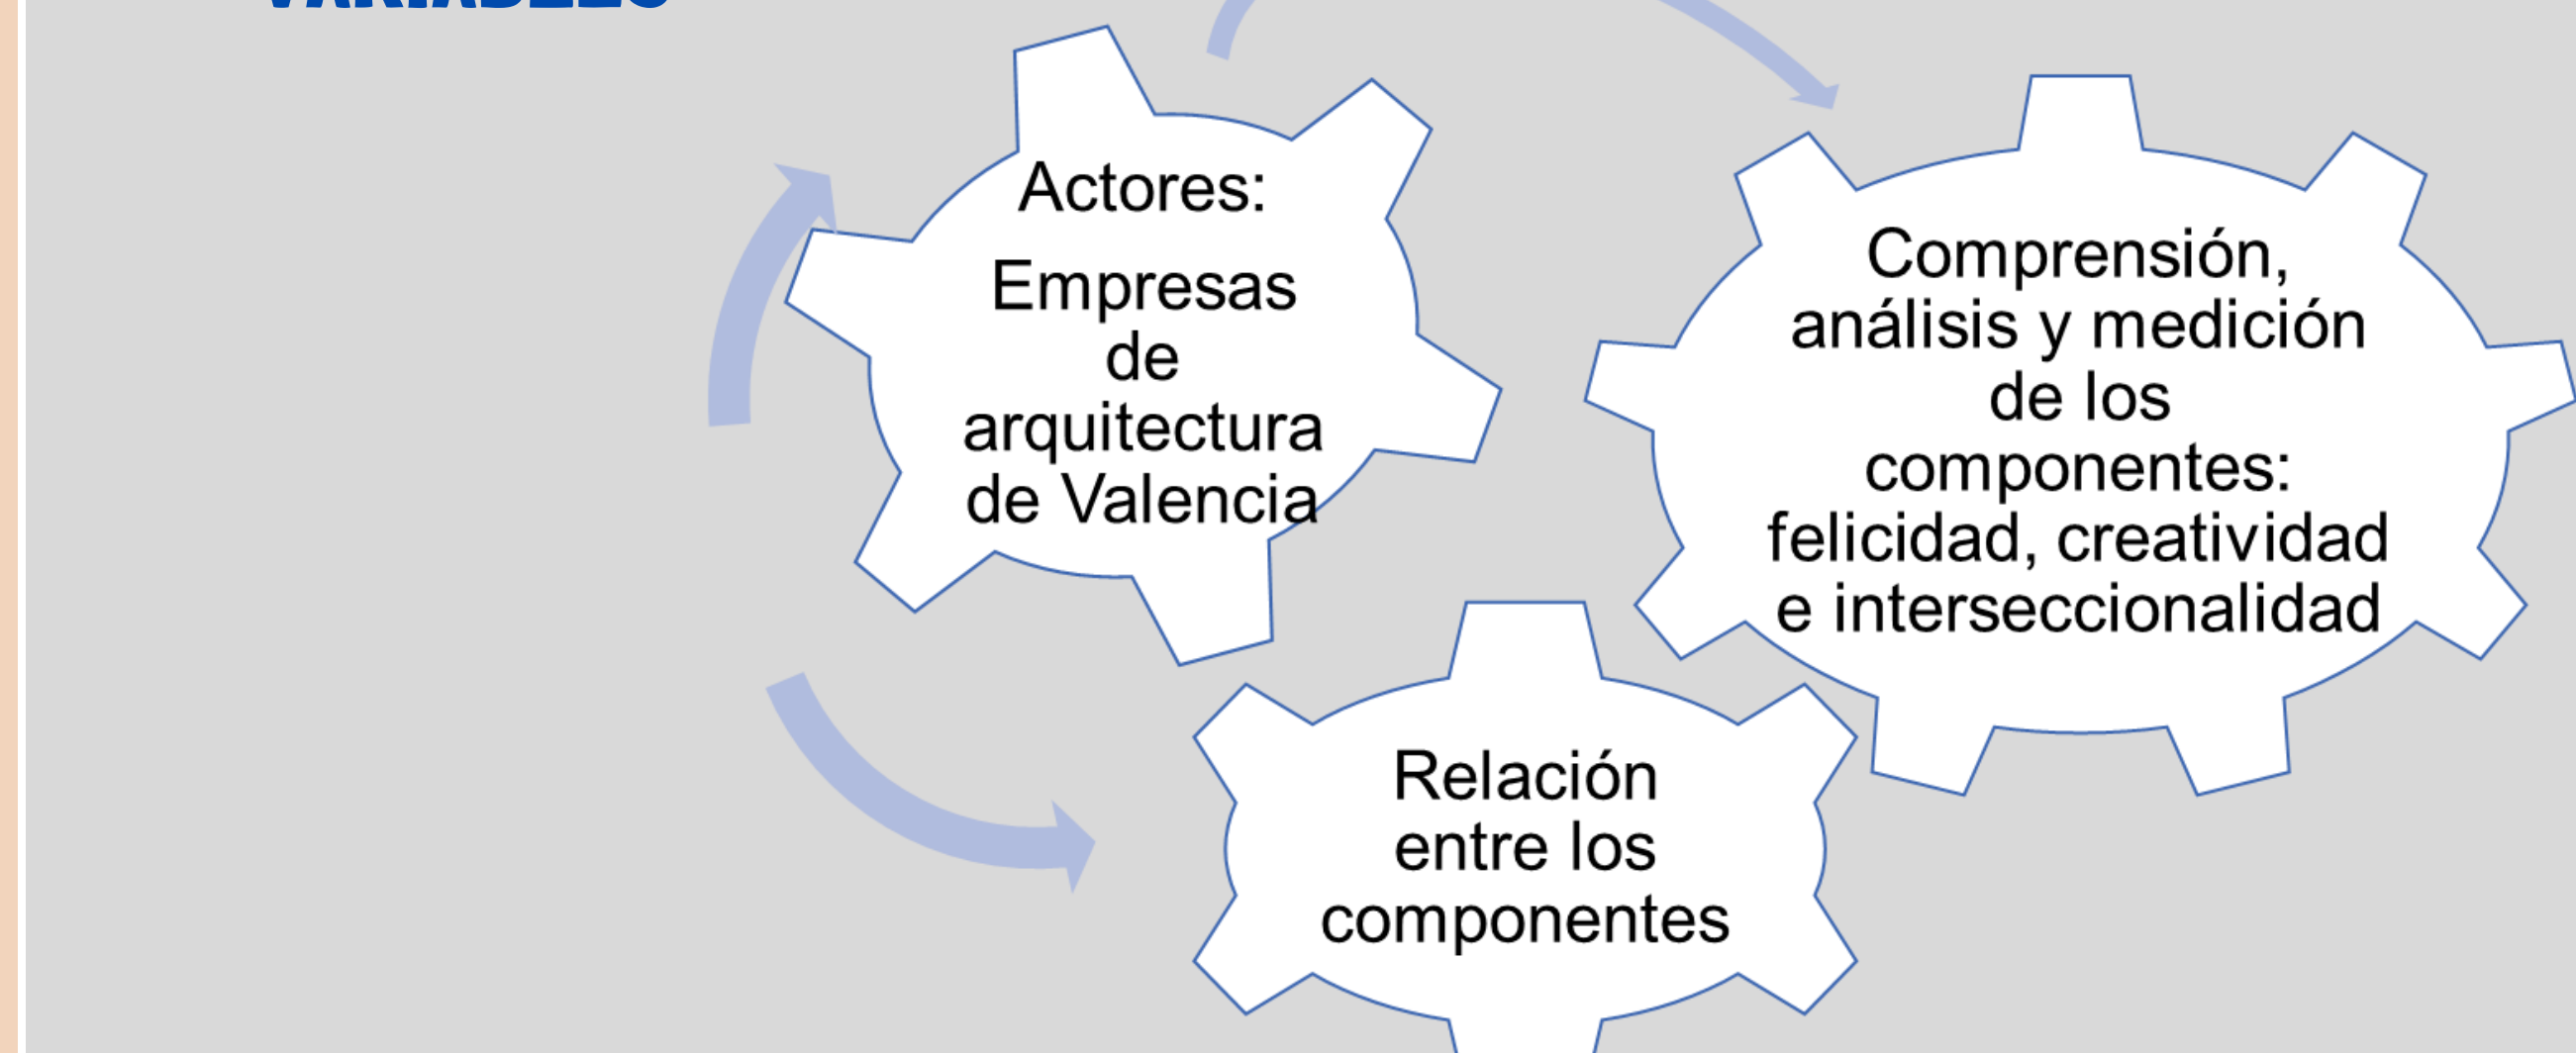 VARIABLES
Actores:
Empresas
de
arquitectura
de Valencia
Comprensión,
análisis y medición
de los
componentes:
felicidad, creatividad
e interseccionalidad
Relación
entre los
componentes